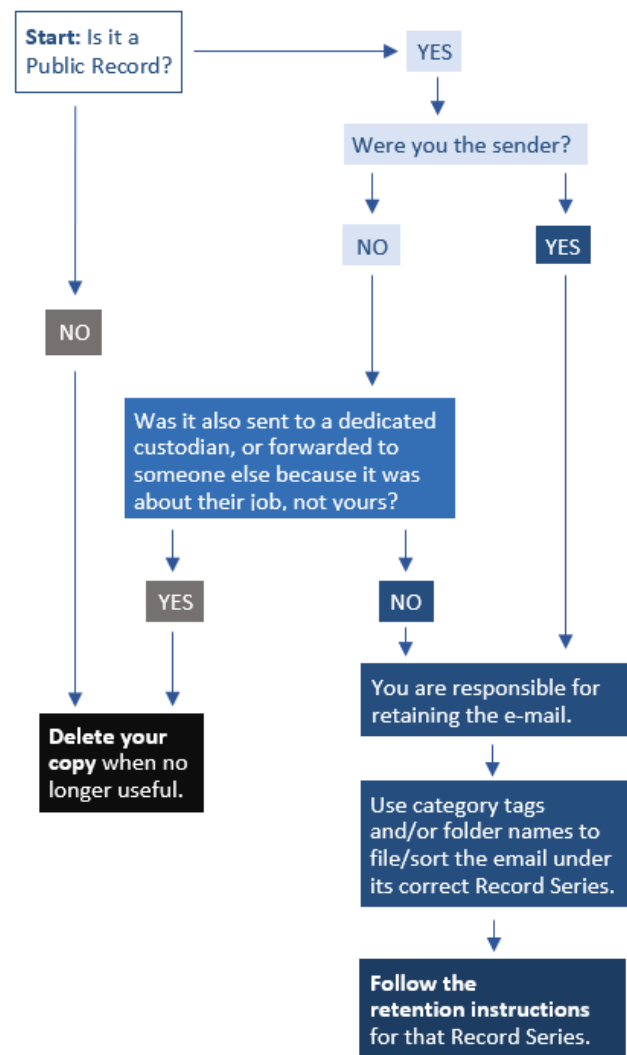 Start: Is it a
Public Record?
YES
Were you the sender?
NO
YES
NO
Was it also sent to a dedicated
custodian, or forwarded to
someone else because it was
about their job, not yours?
YES
NO
You are responsible for
retaining the e-mail.
Delete your
copy when no
longer useful.
Use category tags
and/or folder names to
file/sort the email under
its correct Record Series.
Follow the
retention instructions
for that Record Series.